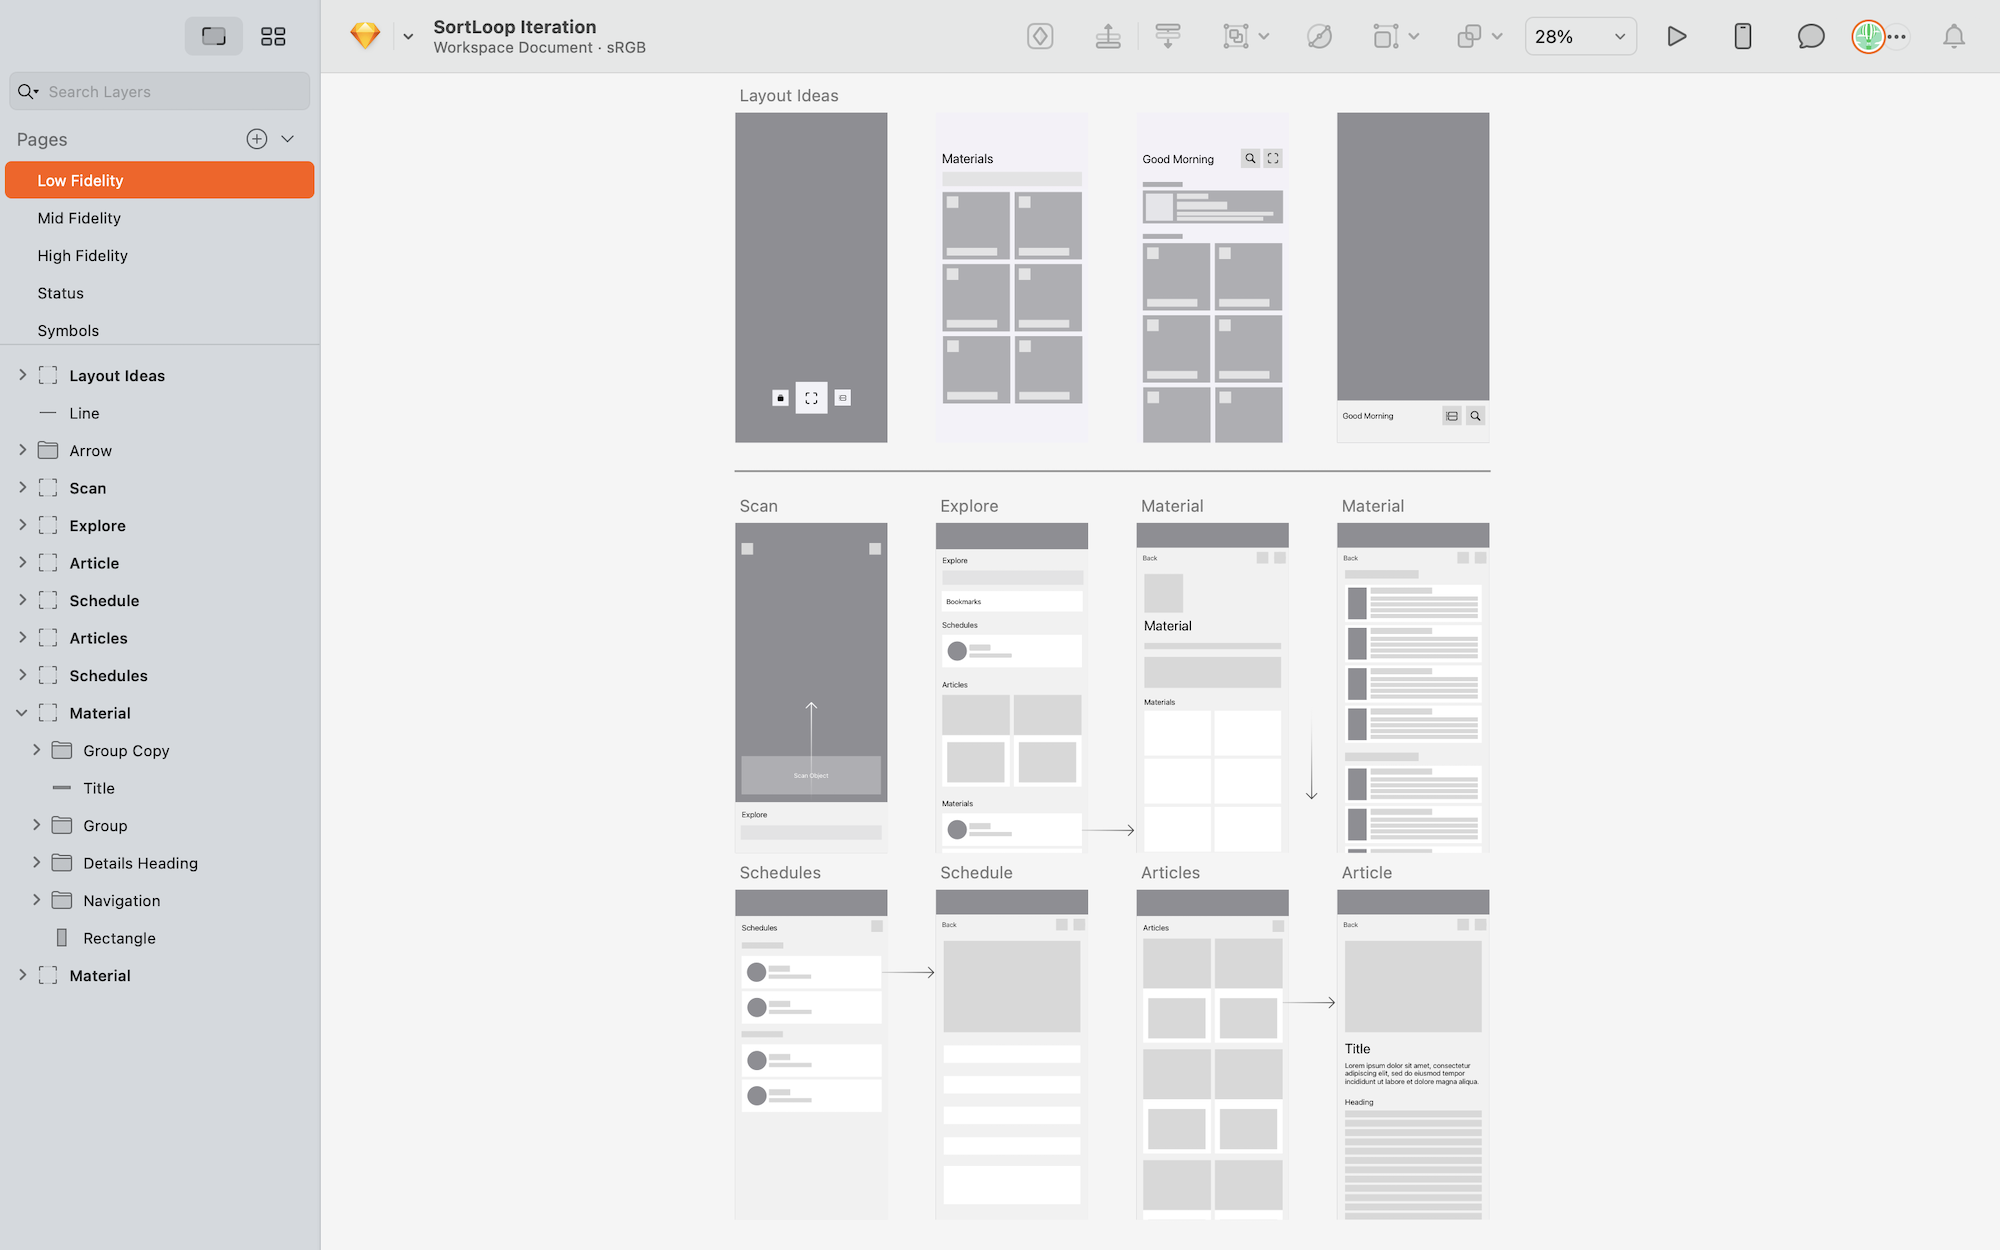 SortLoop Iteration
Workspace Document · sRGB
28%
Search Layers
Pages
Low Fidelity
Mid Fidelity
High Fidelity
Status
Symbols
Layout Ideas
Line
Arrow
Scan
Explore
Article
Schedule
Articles
Schedules
Material
Group Copy
Title
Group
Details Heading
Navigation
Rectangle
Material
Layout Ideas
Materials
Good Morning
Good Morning
Scan
Scan Object
Explore
Explore
Explore
Bookmarks
Schedules
Articles
Materials
Material
Back
Material
Materials
Material
Back
Schedules
Schedules
Schedule
Back
Articles
Articles
Article
Back
Title
Lorem ipsum dolor sit amet, consectetur
adipiscing elit, sed do eiusmod tempor
incididunt ut labore et dolore magna aliqua.
Heading